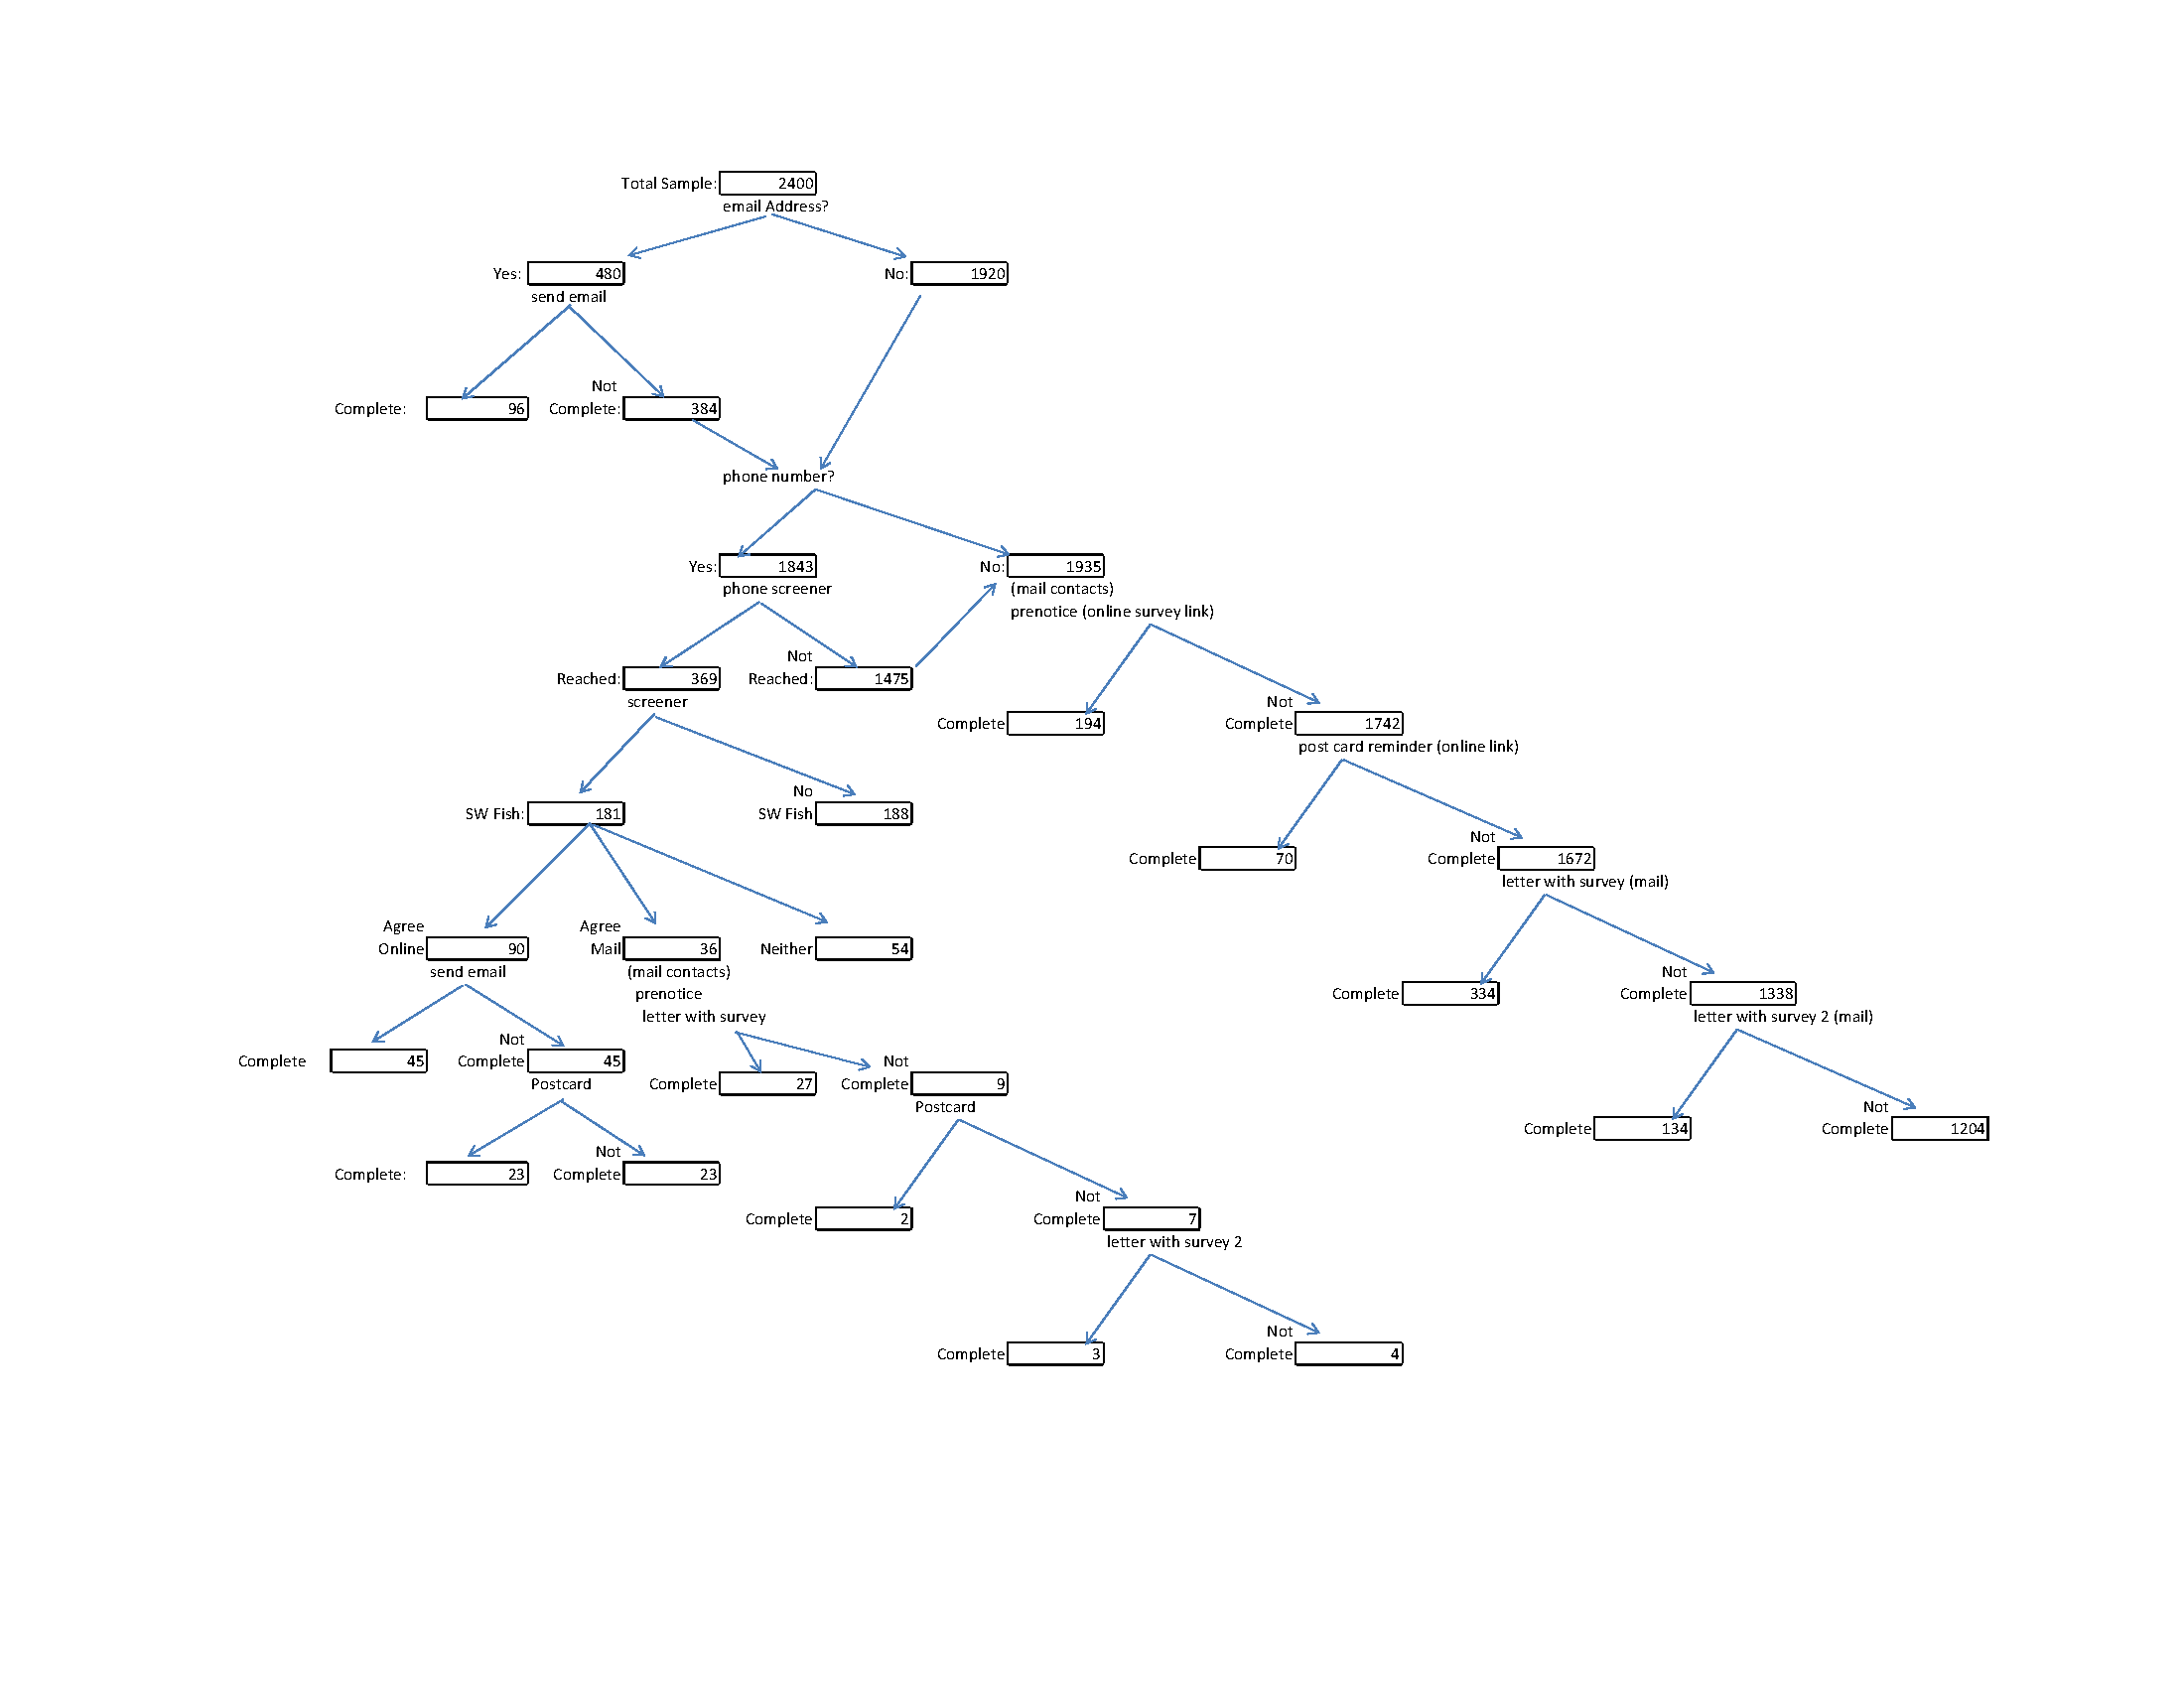 Total Sample: 2400
email Address?
Yes: 480 No: 1920
send email
Not
Complete: 96 Complete: 384
phone number?
Yes: 1843 No: 1935
phone screener (mail contacts)
prenotice (online survey link)
Not
Reached: 369 Reached: 1475
screener Not
Complete 194 Complete 1742
post card reminder (online link)
No
SW Fish: 181 SW Fish 188
Not
Complete 70 Complete 1672
letter with survey (mail)
Agree Agree
Online 90 Mail 36 Neither 54
send email (mail contacts) Not
prenotice Complete 334 Complete 1338
letter with survey letter with survey 2 (mail)
Not Not
Complete 45 Complete 45
Postcard Complete 27 Complete 9
Postcard Not
Complete 134 Complete 1204
Not
Complete: 23 Complete 23
Not
Complete 2 Complete 7
letter with survey 2
Not
Complete 3 Complete 4